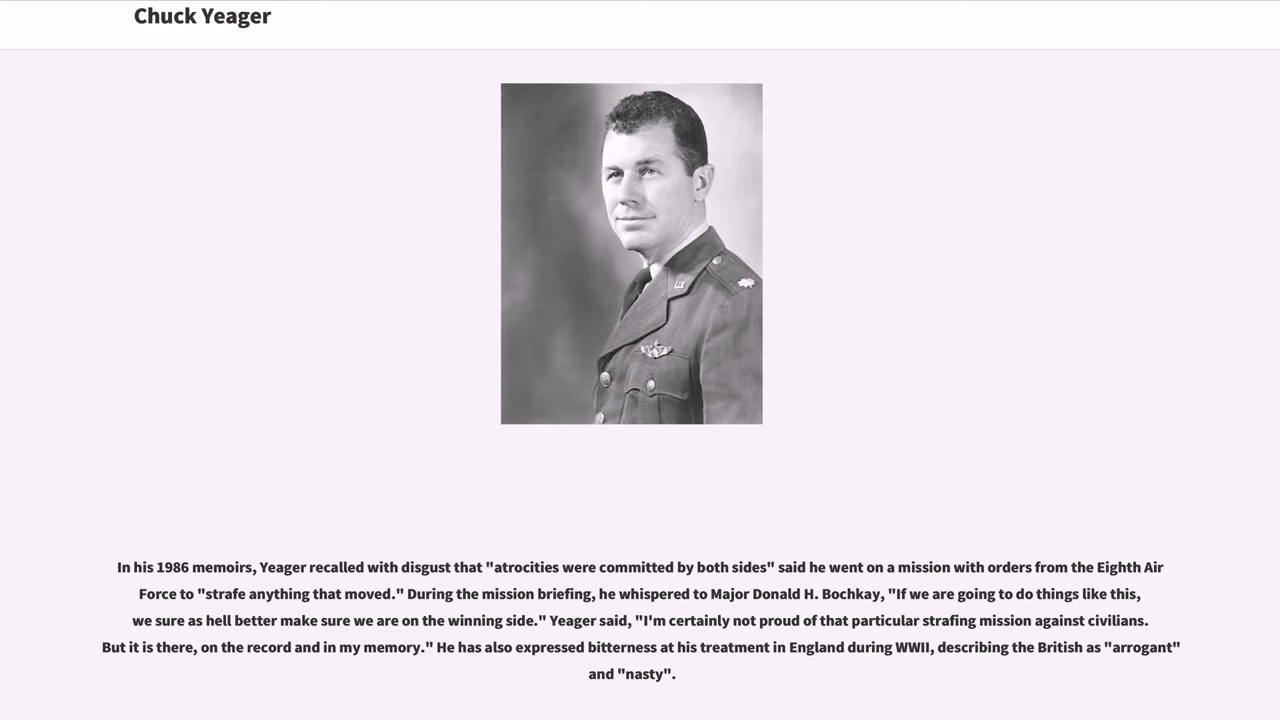 Chuck Yeager
U.S.
In his 1986 memoirs, Yeager recalled with disgust that "atrocities were committed by both sides" said he went on a mission with orders from the Eighth Air
Force to "strafe anything that moved." During the mission briefing, he whispered to Major Donald H. Bochkay, "If we are going to do things like this,
we sure as hell better make sure we are on the winning side." Yeager said, "I'm certainly not proud of that particular strafing mission against civilians.
But it is there, on the record and in my memory." He has also expressed bitterness at his treatment in England during WWII, describing the British as "arrogant"
and "nasty".